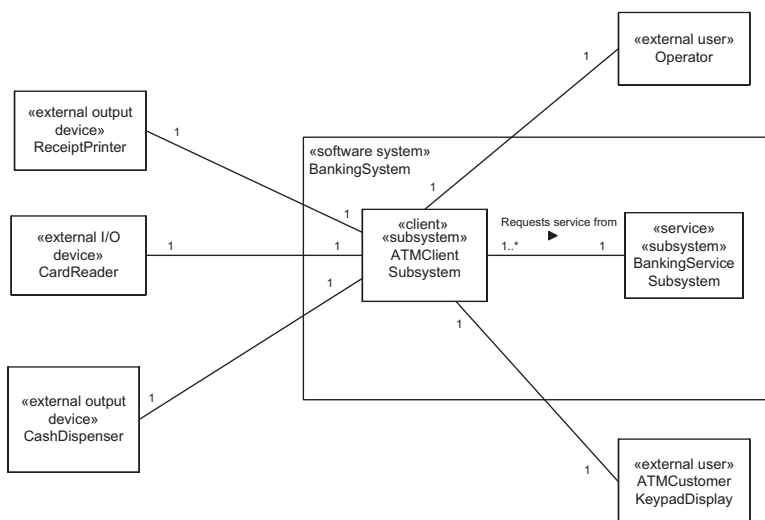 «external user»
Operator
1
«external output
device»
ReceiptPrinter
1
«software system»
BankingSystem
1
1
«client»
«subsystem»
ATMClient
Subsystem
Requests service from
1..*
1
«service»
«subsystem»
BankingService
Subsystem
«external I/O
device»
CardReader
1
1
1
1
«external output
device»
CashDispenser
1
1
«external user»
ATMCustomer
KeypadDisplay